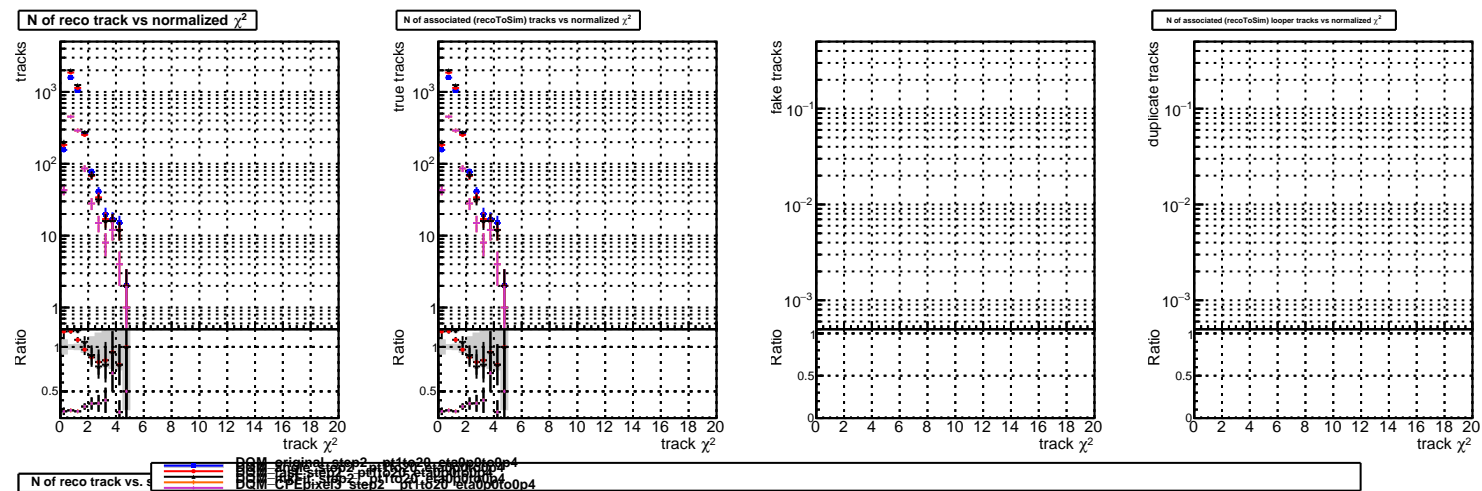 N of reco track vs normalized χ²
N of associated (recoToSim) tracks vs normalized χ²
N of associated (recoToSim) looper tracks vs normalized χ²
tracks
10³
10²
10
1
Ratio
1
0.5
0 2 4 6 8 10 12 14 16 18 20
track χ²
true tracks
10³
10²
10
1
Ratio
1
0.5
0 2 4 6 8 10 12 14 16 18 20
track χ²
fake tracks
10⁻¹
10⁻²
10⁻³
Ratio
1
0.5
0
0 2 4 6 8 10 12 14 16 18 20
track χ²
duplicate tracks
10⁻¹
10⁻²
10⁻³
Ratio
1
0.5
0
0 2 4 6 8 10 12 14 16 18 20
track χ²
DQM_original_step2 pt1to20_eta0p0to0p4
DQM_CPEpixel3_step2 pt1to20_eta0p0to0p4
N of reco track vs.